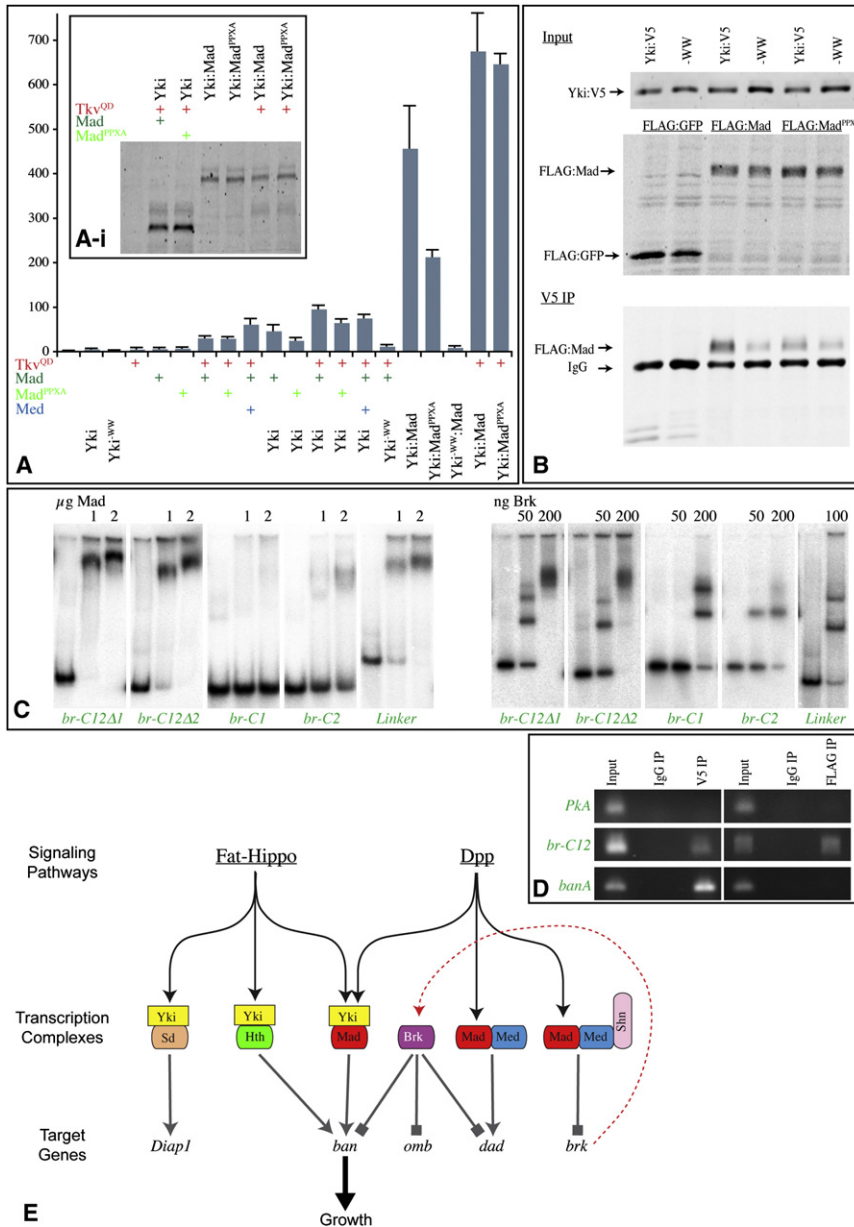 700
600
500
400
300
200
100
0
Yki
Yki
Yki:Mad
Yki:Mad^PPXA
Yki:Mad
Yki:Mad^PPXA
Tkv^QD + + + +
Mad +
Mad^PPXA +
A-i
Tkv^QD + + + + + + + + + + +
Mad + + + + + + +
Mad^PPXA + + + +
Med + +
Yki
Yki^-WW
Yki
Yki
Yki
Yki
Yki
Yki^-WW
Yki:Mad
Yki:Mad^PPXA
Yki^-WW:Mad
Yki:Mad
Yki:Mad^PPXA
A
Input
Yki:V5 -WW Yki:V5 -WW Yki:V5 -WW
Yki:V5
FLAG:GFP FLAG:Mad FLAG:Mad^PPXA
FLAG:Mad
FLAG:GFP
V5 IP
FLAG:Mad
IgG
B
µg Mad
1 2 1 2 1 2 1 2 1 2
br-C12Δ1 br-C12Δ2 br-C1 br-C2 Linker
C
ng Brk
50 200 50 200 50 200 50 200 100
br-C12Δ1 br-C12Δ2 br-C1 br-C2 Linker
Input IgG IP V5 IP Input IgG IP FLAG IP
PkA
br-C12
banA
D
Signaling
Pathways
Fat-Hippo Dpp
Transcription
Complexes
Yki Yki Yki
Sd Hth Mad Brk Mad Med Mad Med Shn
Target
Genes
Diap1 ban omb dad brk
Growth
E